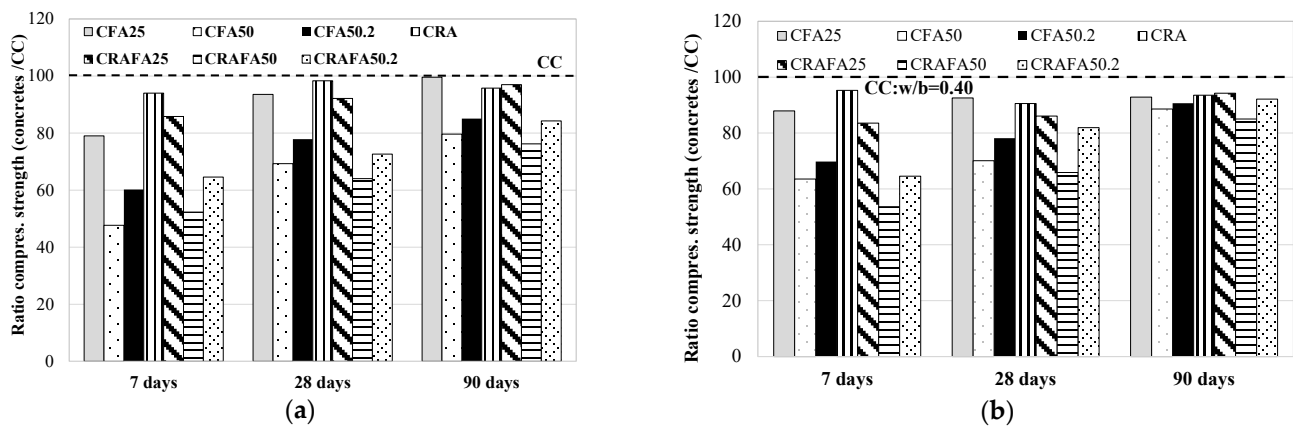 Ratio compres. strength (concretes /CC)
120
100
80
60
40
20
0
CFA25 CFA50 CFA50.2 CRA
CRAFA25 CRAFA50 CRAFA50.2
CC
7 days 28 days 90 days
(a)
Ratio compres. strength (concretes /CC)
120
100
80
60
40
20
0
CFA25 CFA50 CFA50.2 CRA
CRAFA25 CRAFA50 CRAFA50.2
CC:w/b=0.40
7 days 28 days 90 days
(b)